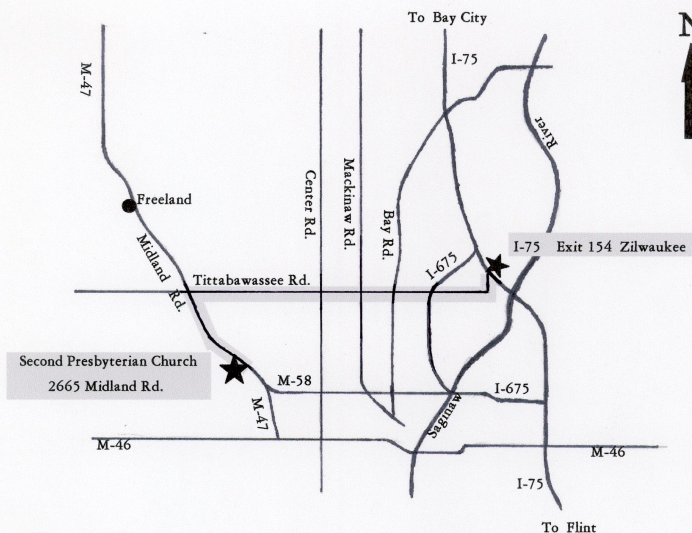 To Bay City
N
I-75
M-47
River
Freeland
Center Rd.
Mackinaw Rd.
Bay Rd.
Midland Rd.
I-75 Exit 154 Zilwaukee
I-675
Tittabawassee Rd.
Second Presbyterian Church
2665 Midland Rd.
M-58
I-675
M-47
Saginaw
M-46
M-46
I-75
To Flint